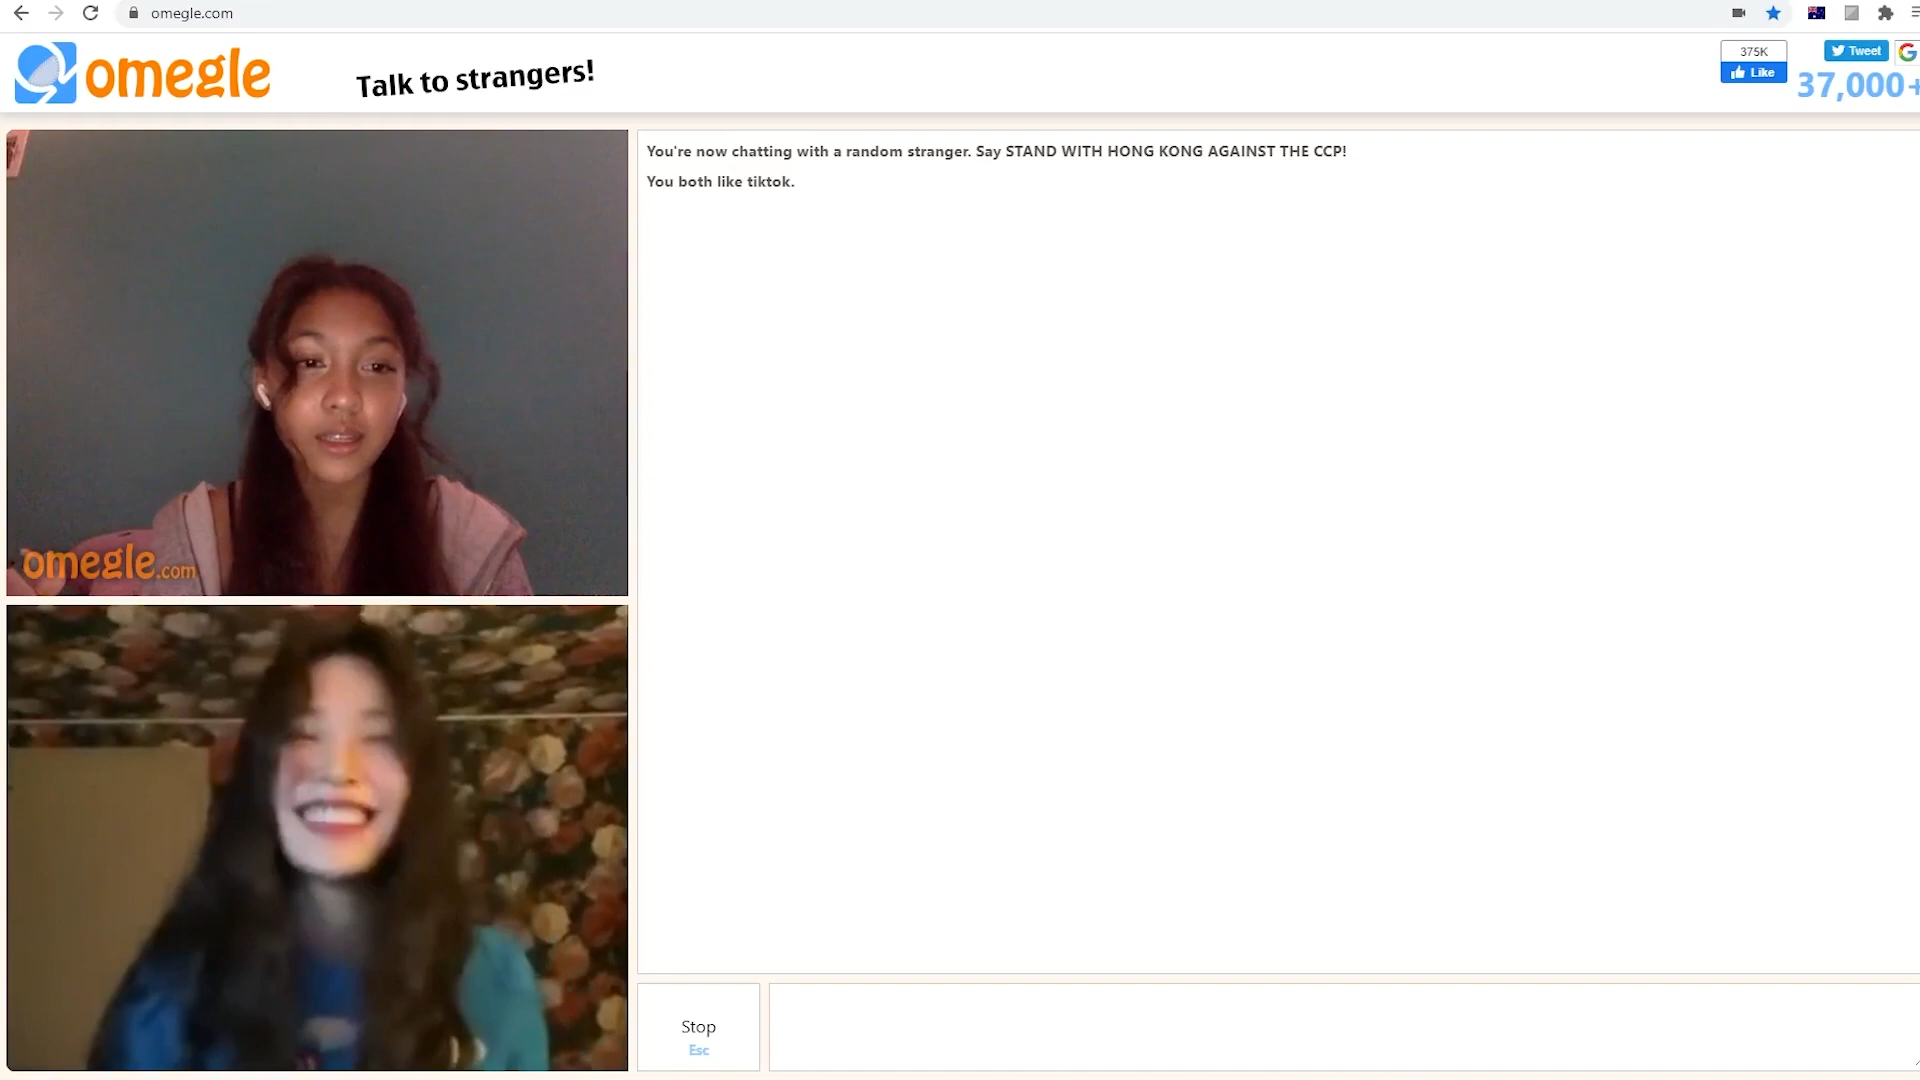 omegle.com
omegle
Talk to strangers!
375K
Like
Tweet
37,000+
You're now chatting with a random stranger. Say STAND WITH HONG KONG AGAINST THE CCP!
You both like tiktok.
omegle.com
Stop
Esc